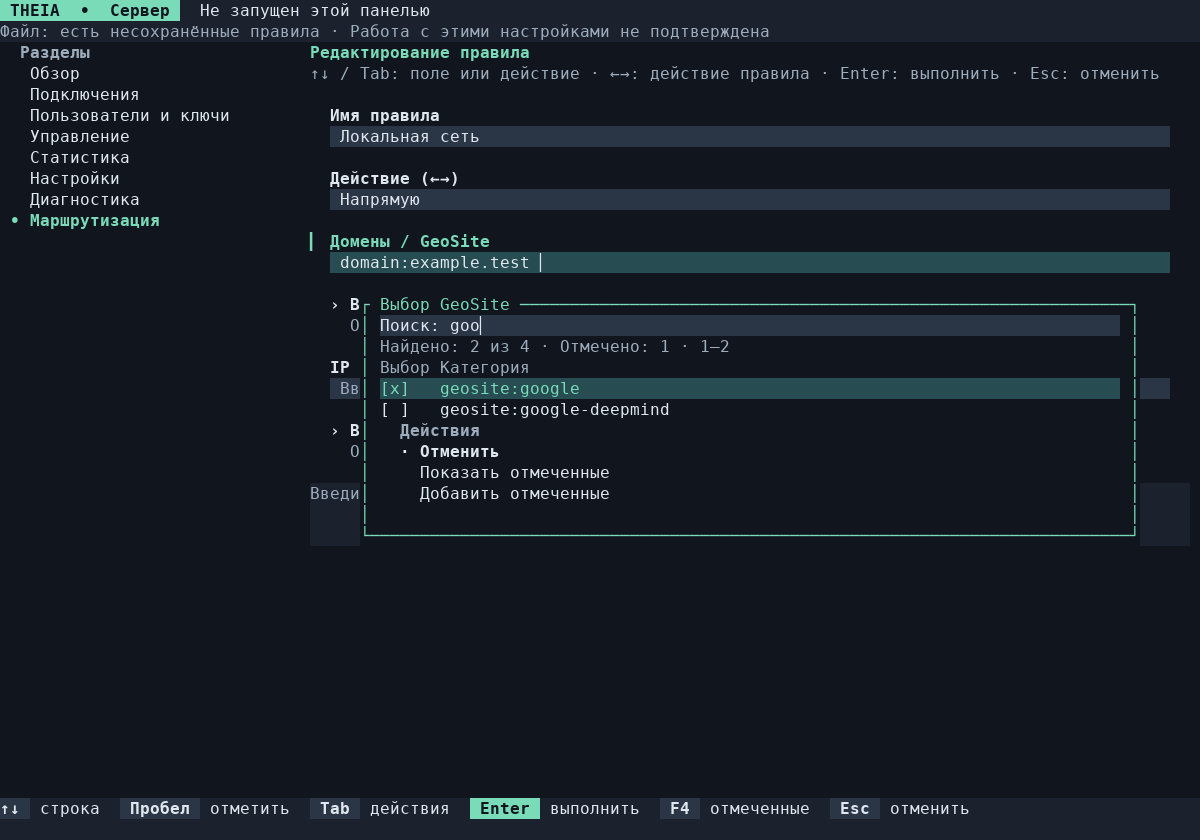 THEIA • Сервер Не запущен этой панелью
Файл: есть несохранённые правила · Работа с этими настройками не подтверждена
Разделы
Обзор
Подключения
Пользователи и ключи
Управление
Статистика
Настройки
Диагностика
• Маршрутизация
Редактирование правила
↑↓ / Tab: поле или действие · ←→: действие правила · Enter: выполнить · Esc: отменить
Имя правила
Локальная сеть
Действие (←→)
Напрямую
Домены / GeoSite
domain:example.test
› В
О
IP
Вв
› В
О
Введи
Выбор GeoSite
Поиск: goo
Найдено: 2 из 4 · Отмечено: 1 · 1–2
Выбор Категория
[x] geosite:google
[ ] geosite:google-deepmind
Действия
· Отменить
Показать отмеченные
Добавить отмеченные
↑↓ строка Пробел отметить Tab действия Enter выполнить F4 отмеченные Esc отменить